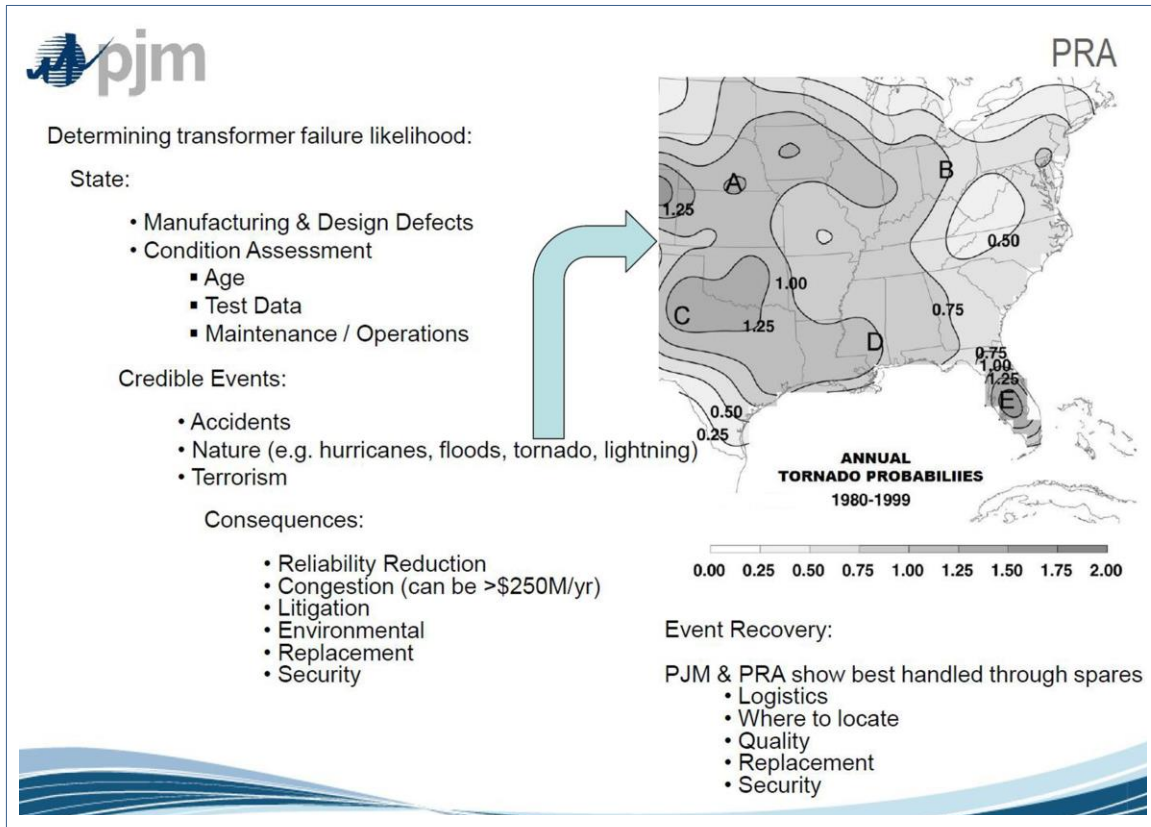 pjm
PRA
Determining transformer failure likelihood:
State:
• Manufacturing & Design Defects
• Condition Assessment
▪ Age
▪ Test Data
▪ Maintenance / Operations
Credible Events:
• Accidents
• Nature (e.g. hurricanes, floods, tornado, lightning)
• Terrorism
Consequences:
• Reliability Reduction
• Congestion (can be >$250M/yr)
• Litigation
• Environmental
• Replacement
• Security
A
B
1.25
0.50
1.00
C
1.25
0.75
D
0.75
1.00
1.25
E
0.50
0.25
ANNUAL
TORNADO PROBABILIIES
1980-1999
0.00 0.25 0.50 0.75 1.00 1.25 1.50 1.75 2.00
Event Recovery:
PJM & PRA show best handled through spares
• Logistics
• Where to locate
• Quality
• Replacement
• Security